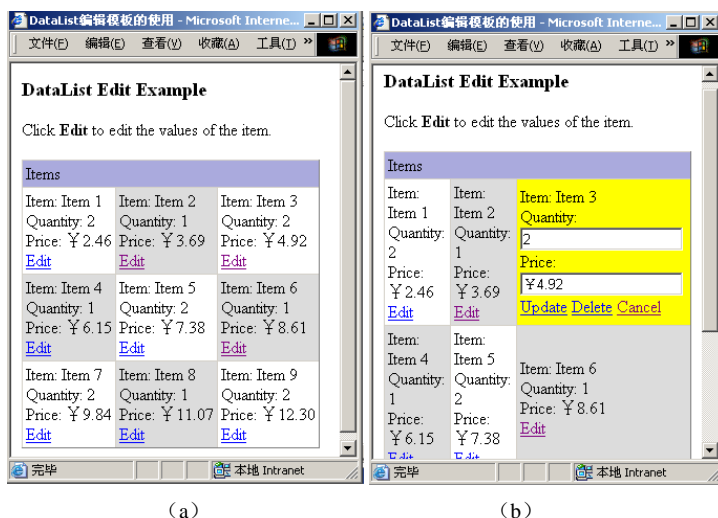 DataList编辑模板的使用 - Microsoft Interne...
文件(F) 编辑(E) 查看(V) 收藏(A) 工具(T) »
DataList Edit Example
Click Edit to edit the values of the item.
Items
Item: Item 1
Quantity: 2
Price: ￥2.46
Edit
Item: Item 2
Quantity: 1
Price: ￥3.69
Edit
Item: Item 3
Quantity: 2
Price: ￥4.92
Edit
Item: Item 4
Quantity: 1
Price: ￥6.15
Edit
Item: Item 5
Quantity: 2
Price: ￥7.38
Edit
Item: Item 6
Quantity: 1
Price: ￥8.61
Edit
Item: Item 7
Quantity: 2
Price: ￥9.84
Edit
Item: Item 8
Quantity: 1
Price: ￥11.07
Edit
Item: Item 9
Quantity: 2
Price: ￥12.30
Edit
完毕 本地 Intranet
（a）
DataList编辑模板的使用 - Microsoft Interne...
文件(F) 编辑(E) 查看(V) 收藏(A) 工具(T) »
DataList Edit Example
Click Edit to edit the values of the item.
Items
Item:
Item 1
Quantity:
2
Price:
￥2.46
Edit
Item:
Item 2
Quantity:
1
Price:
￥3.69
Edit
Item: Item 3
Quantity:
2
Price:
￥4.92
Update Delete Cancel
Item:
Item 4
Quantity:
1
Price:
￥6.15
Edit
Item:
Item 5
Quantity:
2
Price:
￥7.38
Edit
Item: Item 6
Quantity: 1
Price: ￥8.61
Edit
完毕 本地 Intranet
（b）